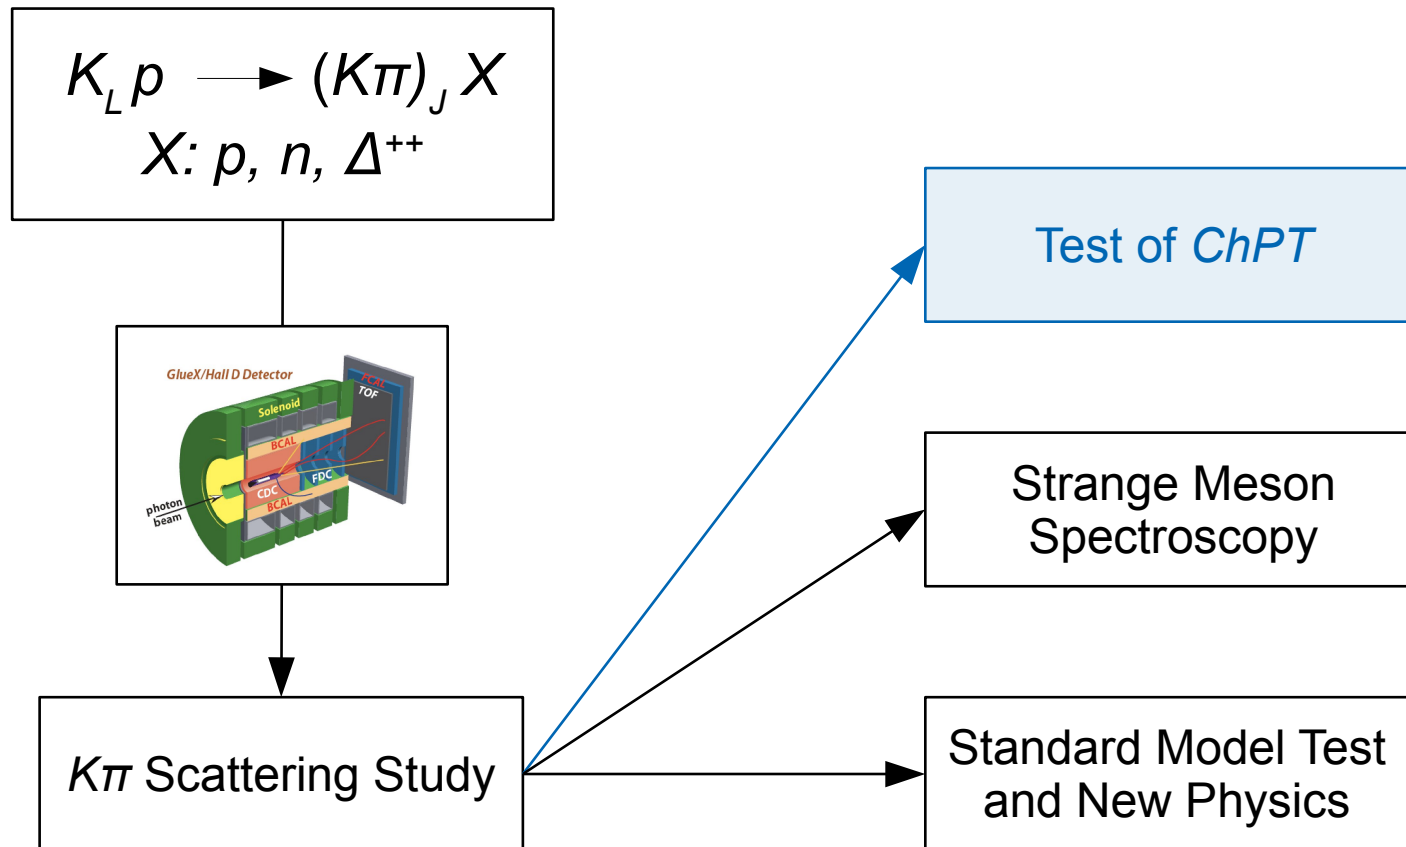 K_L p → (Kπ)_J X
X: p, n, Δ⁺⁺
Test of ChPT
GlueX/Hall D Detector
FCAL
TOF
Solenoid
BCAL
CDC
FDC
BCAL
photon
beam
Strange Meson
Spectroscopy
Kπ Scattering Study
Standard Model Test
and New Physics